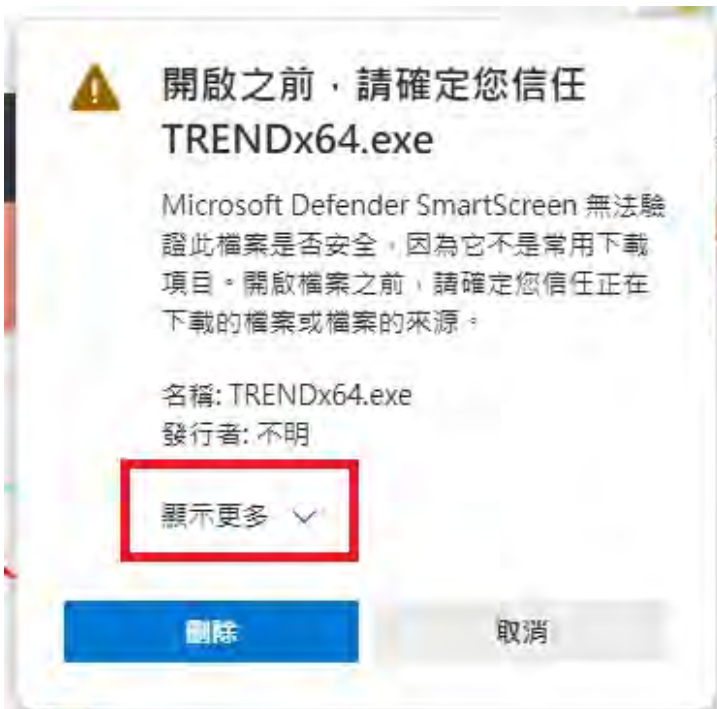 開啟之前，請確定您信任
TRENDx64.exe
Microsoft Defender SmartScreen 無法驗
證此檔案是否安全，因為它不是常用下載
項目。開啟檔案之前，請確定您信任正在
下載的檔案或檔案的來源。
名稱: TRENDx64.exe
發行者: 不明
顯示更多
刪除
取消